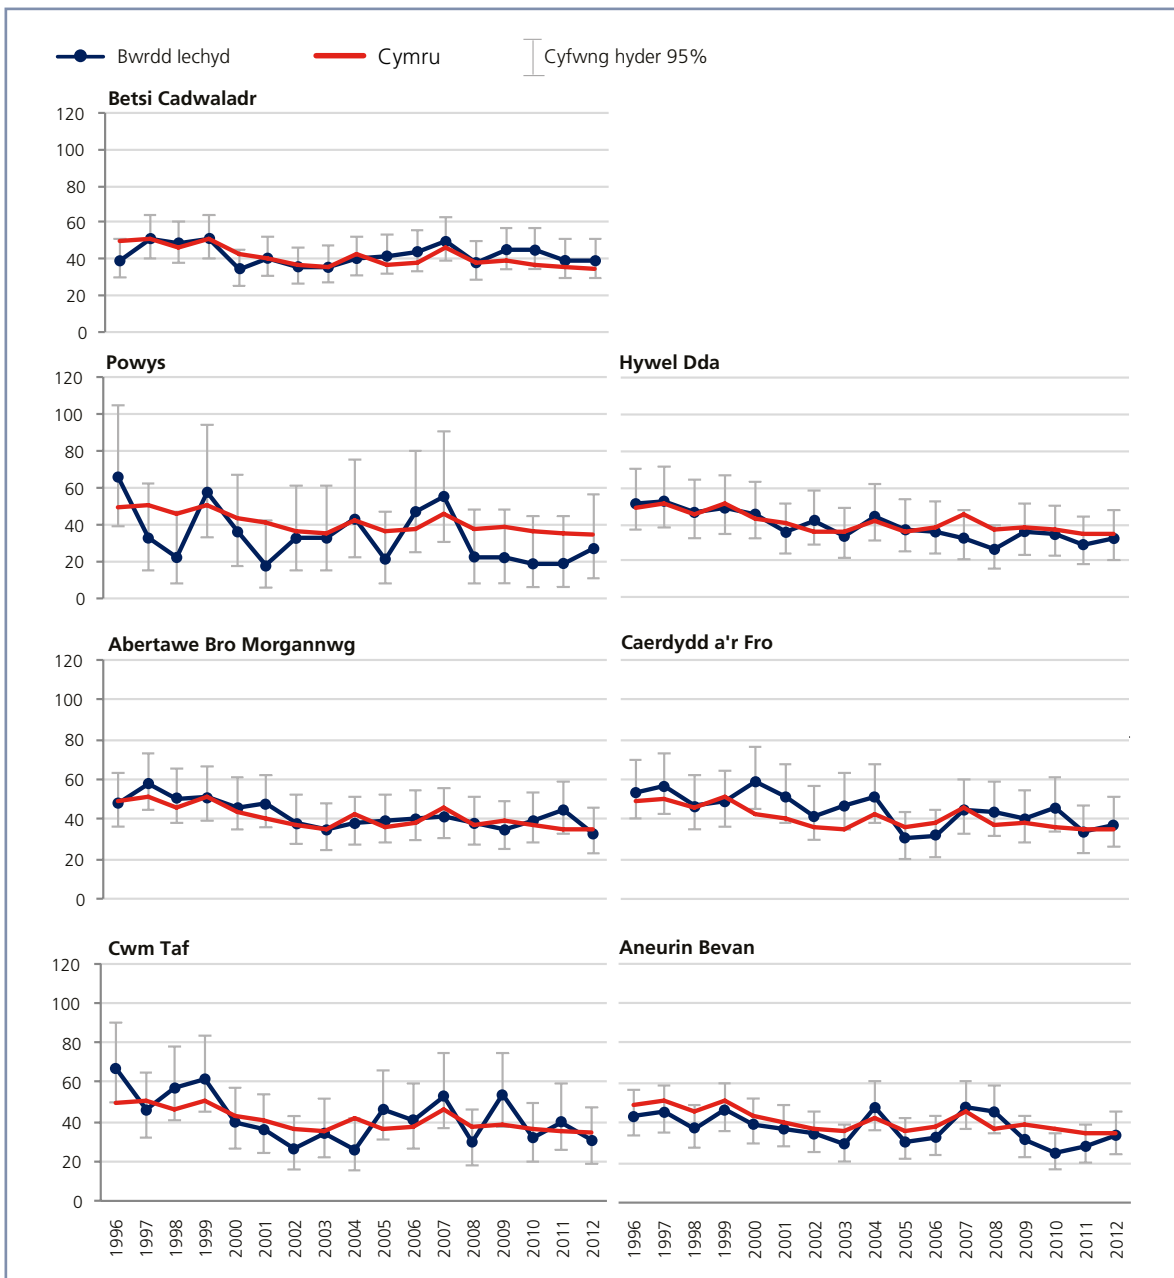 Bwrdd Iechyd Cymru Cyfwng hyder 95%
Betsi Cadwaladr
120
100
80
60
40
20
0
Powys
120
100
80
60
40
20
0
Hywel Dda
Abertawe Bro Morgannwg
120
100
80
60
40
20
0
Caerdydd a'r Fro
Cwm Taf
120
100
80
60
40
20
0
1996 1997 1998 1999 2000 2001 2002 2003 2004 2005 2006 2007 2008 2009 2010 2011 2012
Aneurin Bevan
1996 1997 1998 1999 2000 2001 2002 2003 2004 2005 2006 2007 2008 2009 2010 2011 2012